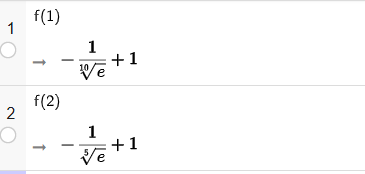 1
f(1)
→ −1/¹⁰√e + 1
2
f(2)
→ −1/⁵√e + 1